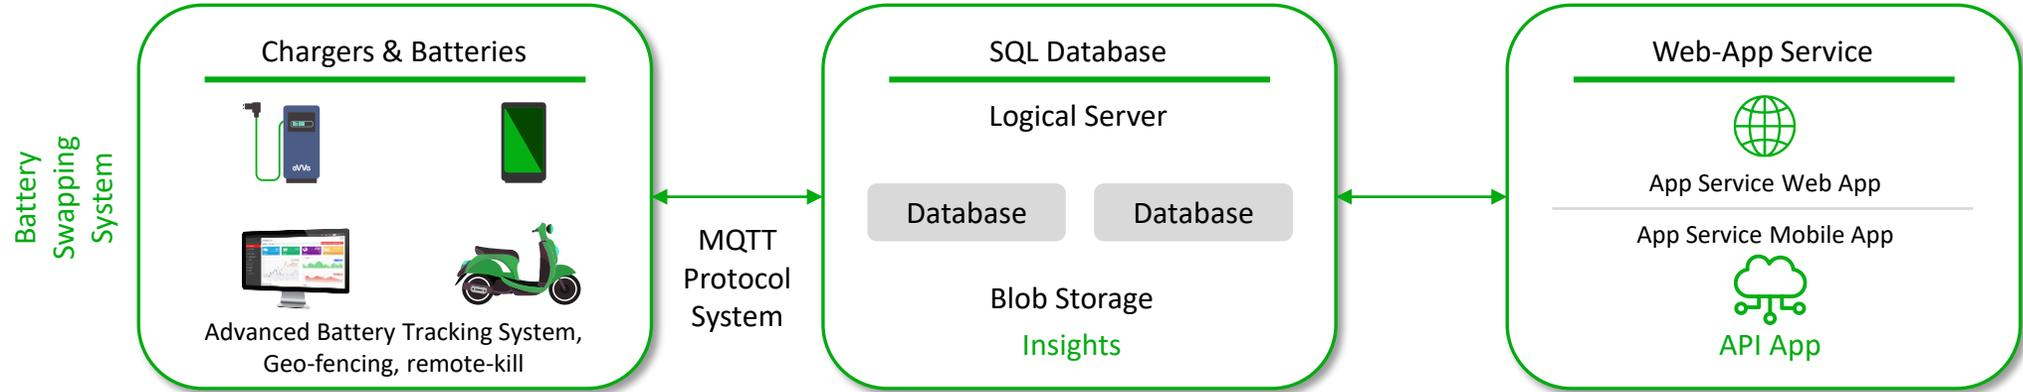 Battery
Swapping
System
Chargers & Batteries
Advanced Battery Tracking System,
Geo-fencing, remote-kill
MQTT
Protocol
System
SQL Database
Logical Server
Database
Database
Blob Storage
Insights
Web-App Service
App Service Web App
App Service Mobile App
API App